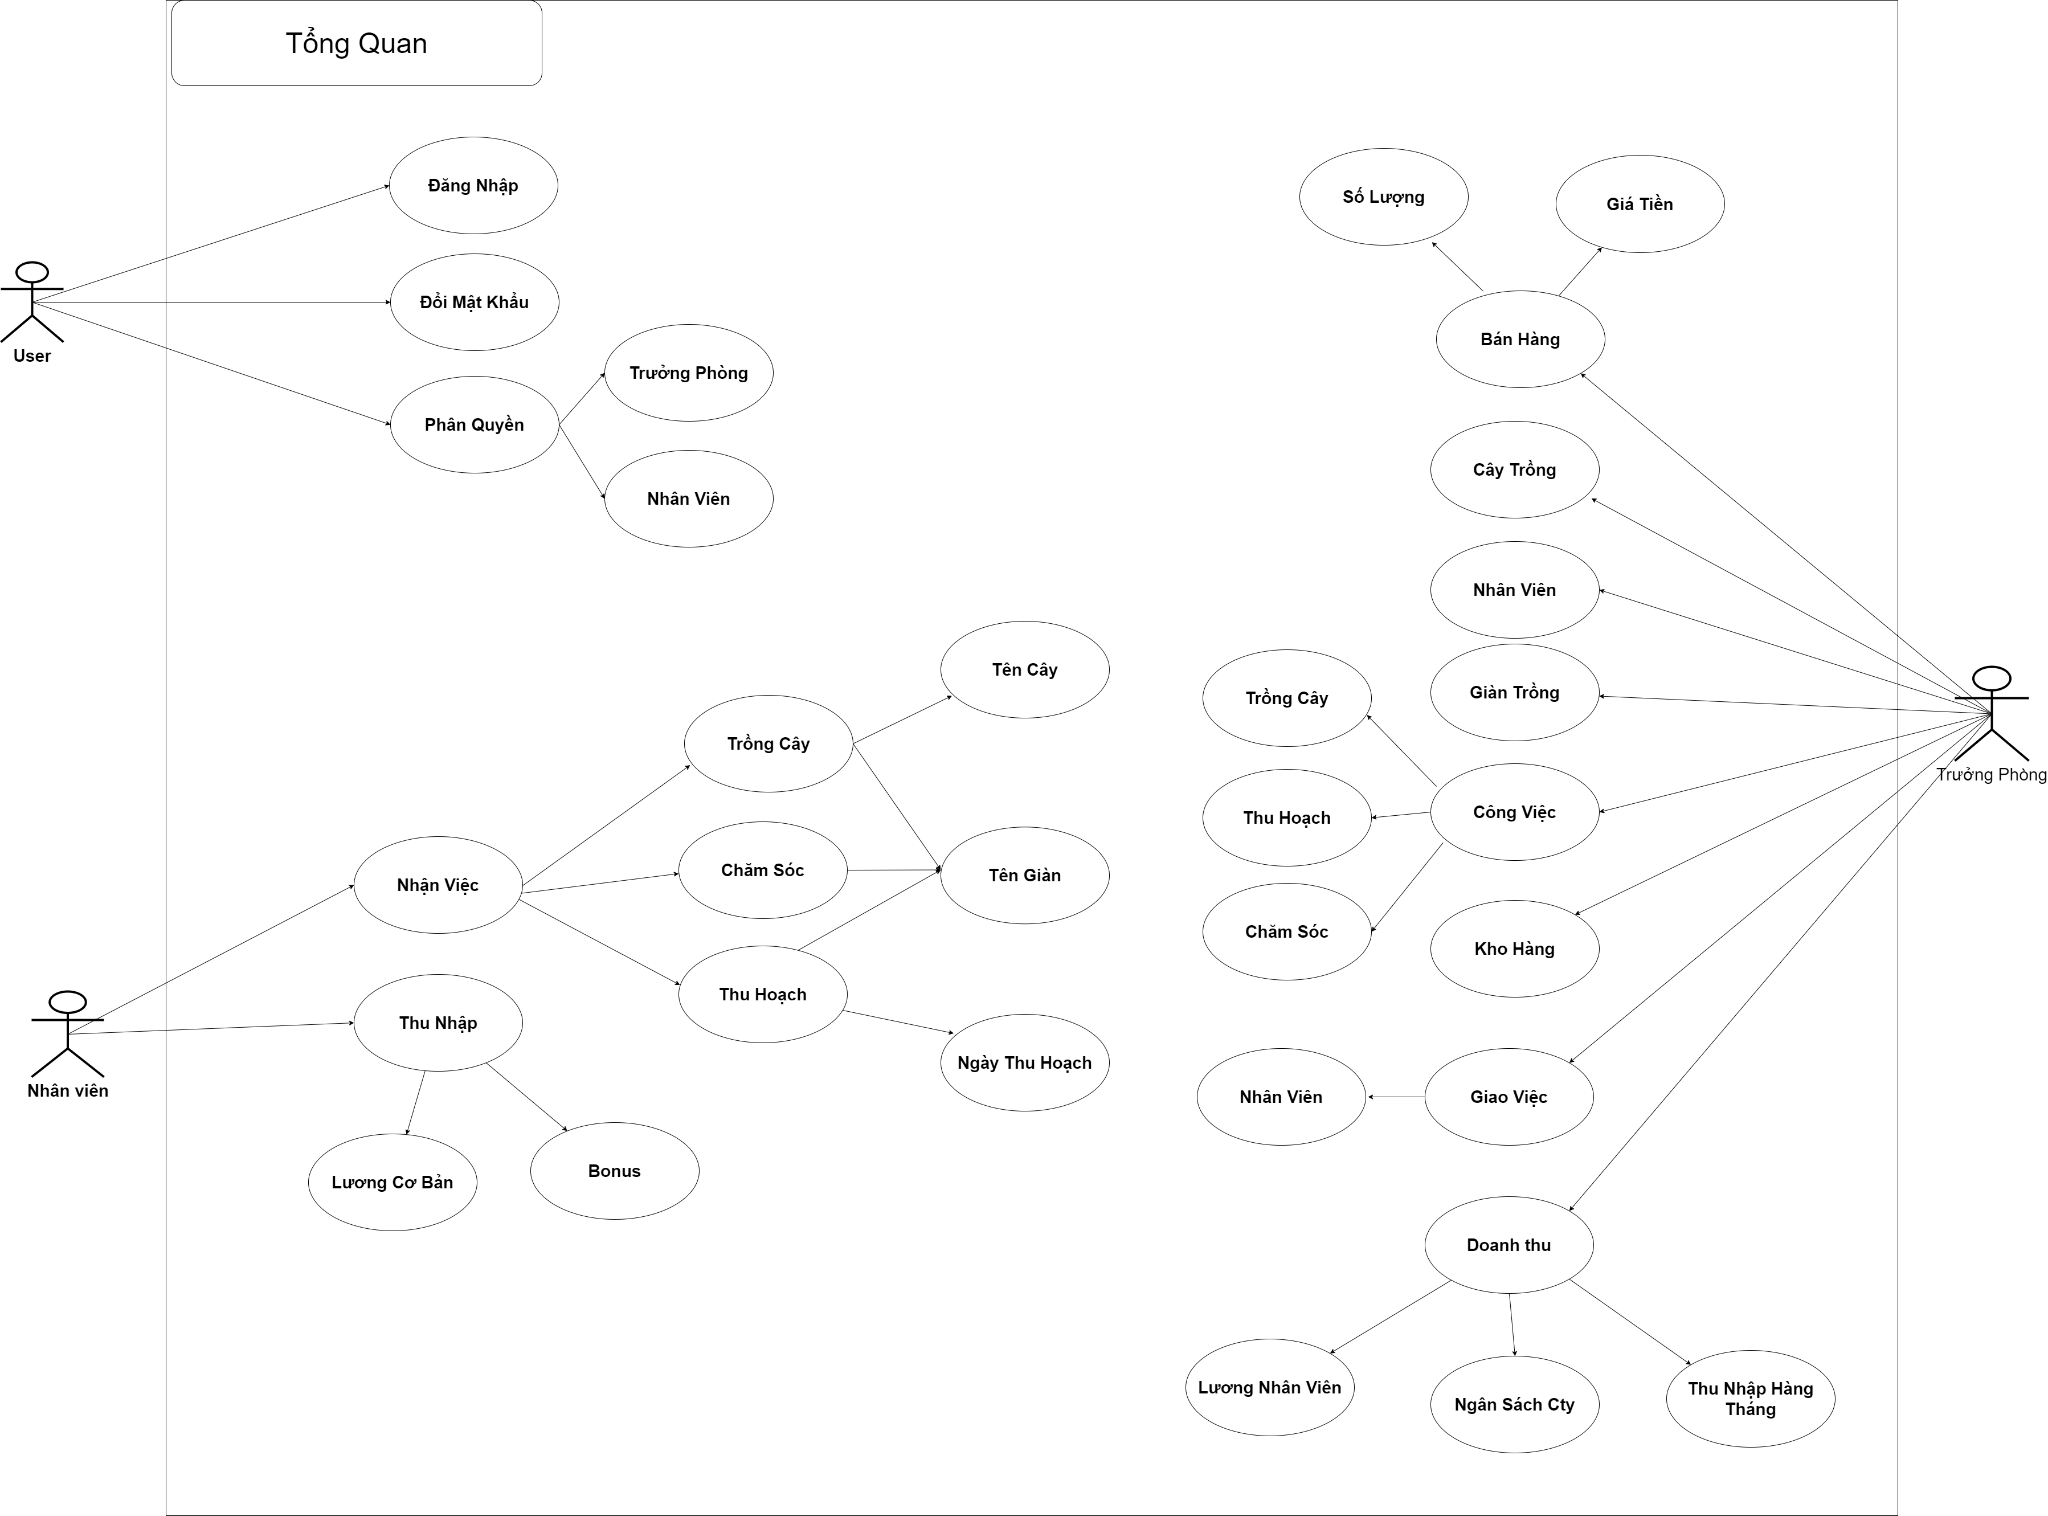 Tổng Quan
Đăng Nhập
Đổi Mật Khẩu
User
Phân Quyền
Trưởng Phòng
Nhân Viên
Số Lượng
Giá Tiền
Bán Hàng
Cây Trồng
Nhân Viên
Giàn Trồng
Trồng Cây
Thu Hoạch
Chăm Sóc
Công Việc
Trưởng Phòng
Kho Hàng
Nhân Viên
Giao Việc
Doanh thu
Lương Nhân Viên
Ngân Sách Cty
Thu Nhập Hàng
Tháng
Tên Cây
Trồng Cây
Chăm Sóc
Tên Giàn
Nhận Việc
Thu Hoạch
Thu Nhập
Ngày Thu Hoạch
Nhân viên
Lương Cơ Bản
Bonus